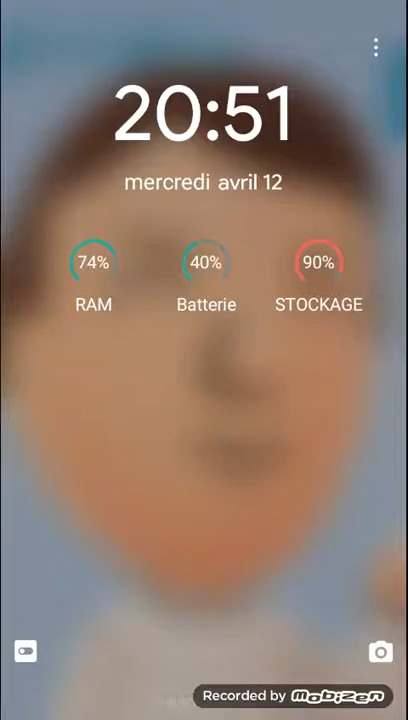 20:51
mercredi avril 12
74% 40% 90%
RAM Batterie STOCKAGE
Recorded by mobizen